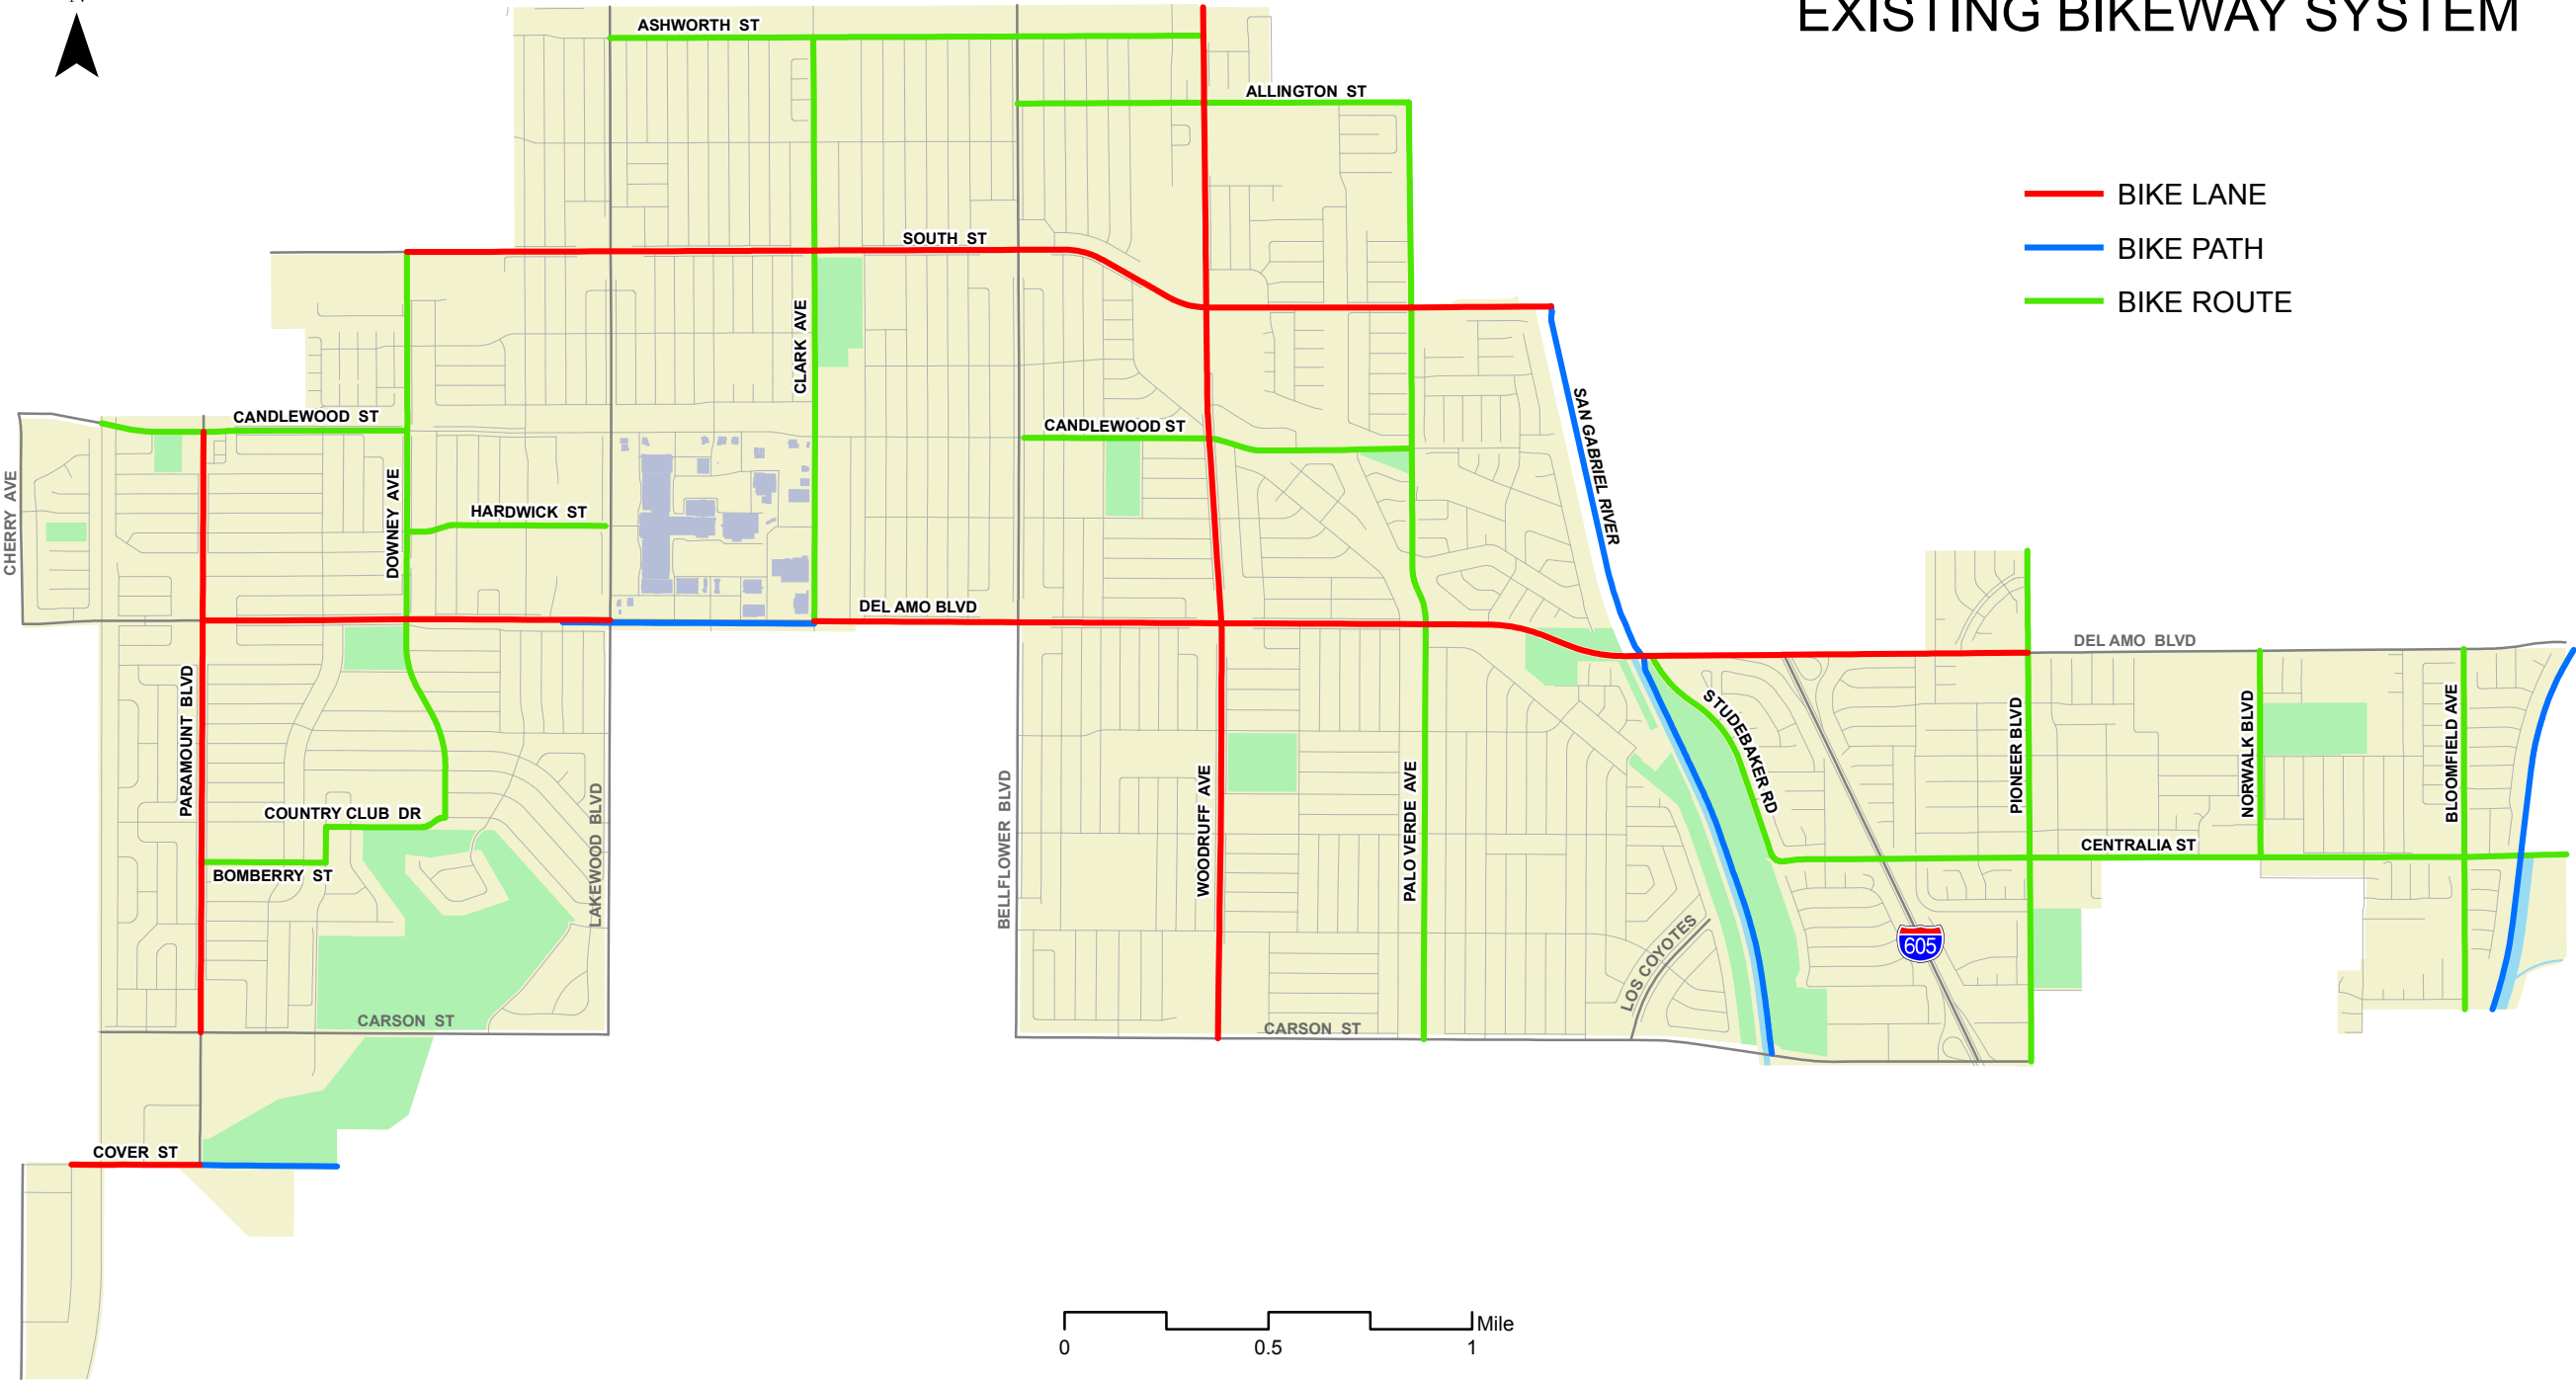 N
EXISTING BIKEWAY SYSTEM
ASHWORTH ST
ALLINGTON ST
BIKE LANE
BIKE PATH
BIKE ROUTE
SOUTH ST
CLARK AVE
CANDLEWOOD ST
CANDLEWOOD ST
SAN GABRIEL RIVER
CHERRY AVE
DOWNEY AVE
HARDWICK ST
DEL AMO BLVD
DEL AMO BLVD
PARAMOUNT BLVD
STUDEBAKER RD
PIONEER BLVD
NORWALK BLVD
BLOOMFIELD AVE
COUNTRY CLUB DR
LAKEWOOD BLVD
BELLFLOWER BLVD
WOODRUFF AVE
PALO VERDE AVE
CENTRALIA ST
BOMBERRY ST
LOS COYOTES
605
CARSON ST
CARSON ST
COVER ST
Mile
0 0.5 1